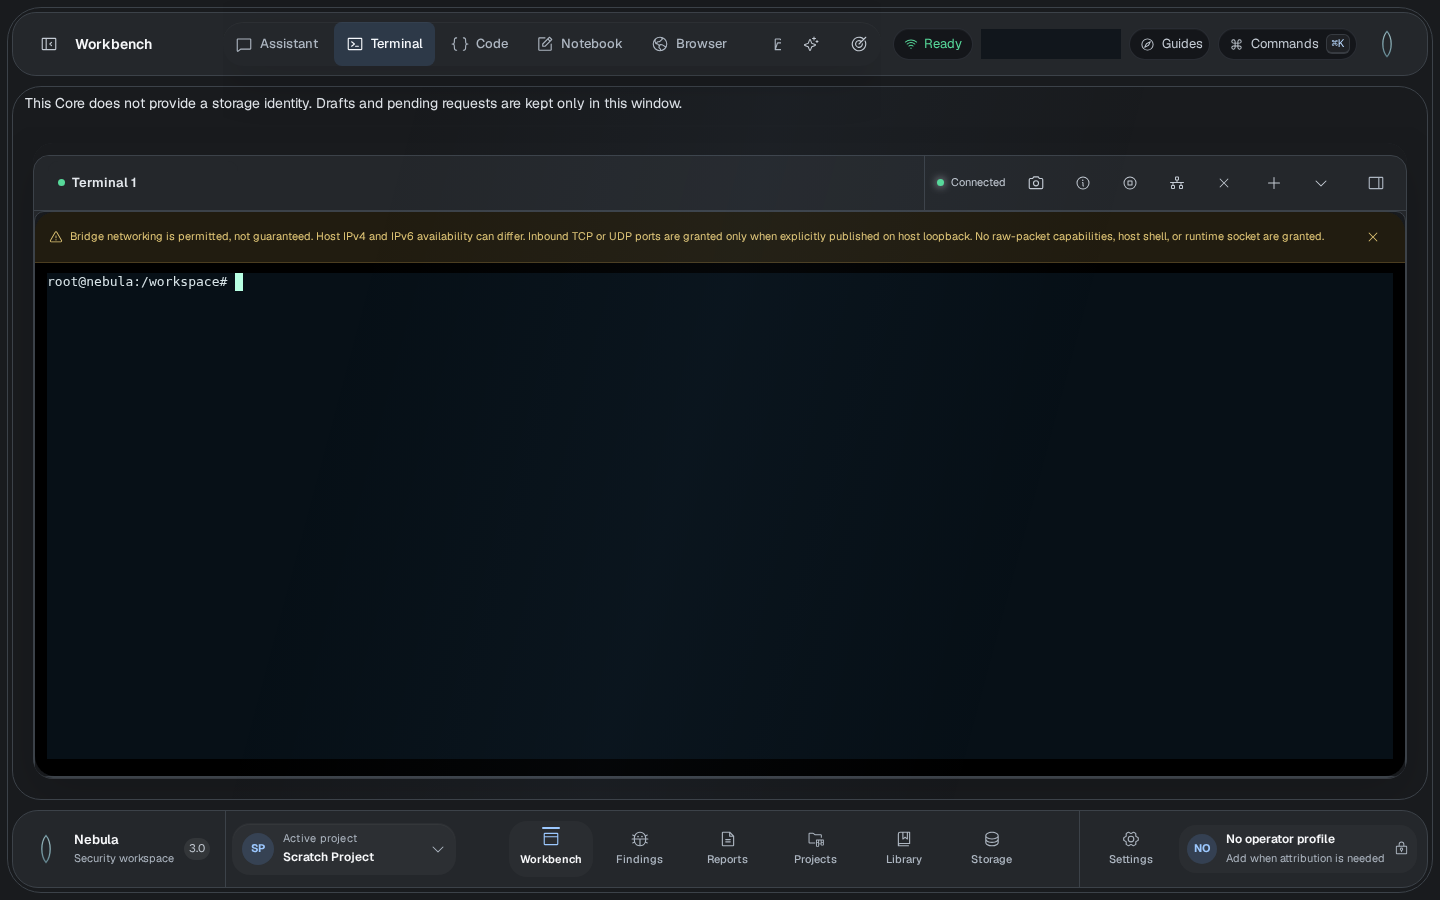 Workbench
Assistant
Terminal
Code
Notebook
Browser
Ready
Guides
Commands
⌘K
This Core does not provide a storage identity. Drafts and pending requests are kept only in this window.
Terminal 1
Connected
Bridge networking is permitted, not guaranteed. Host IPv4 and IPv6 availability can differ. Inbound TCP or UDP ports are granted only when explicitly published on host loopback. No raw-packet capabilities, host shell, or runtime socket are granted.
root@nebula:/workspace#
Nebula
Security workspace
3.0
SP
Active project
Scratch Project
Workbench
Findings
Reports
Projects
Library
Storage
Settings
NO
No operator profile
Add when attribution is needed